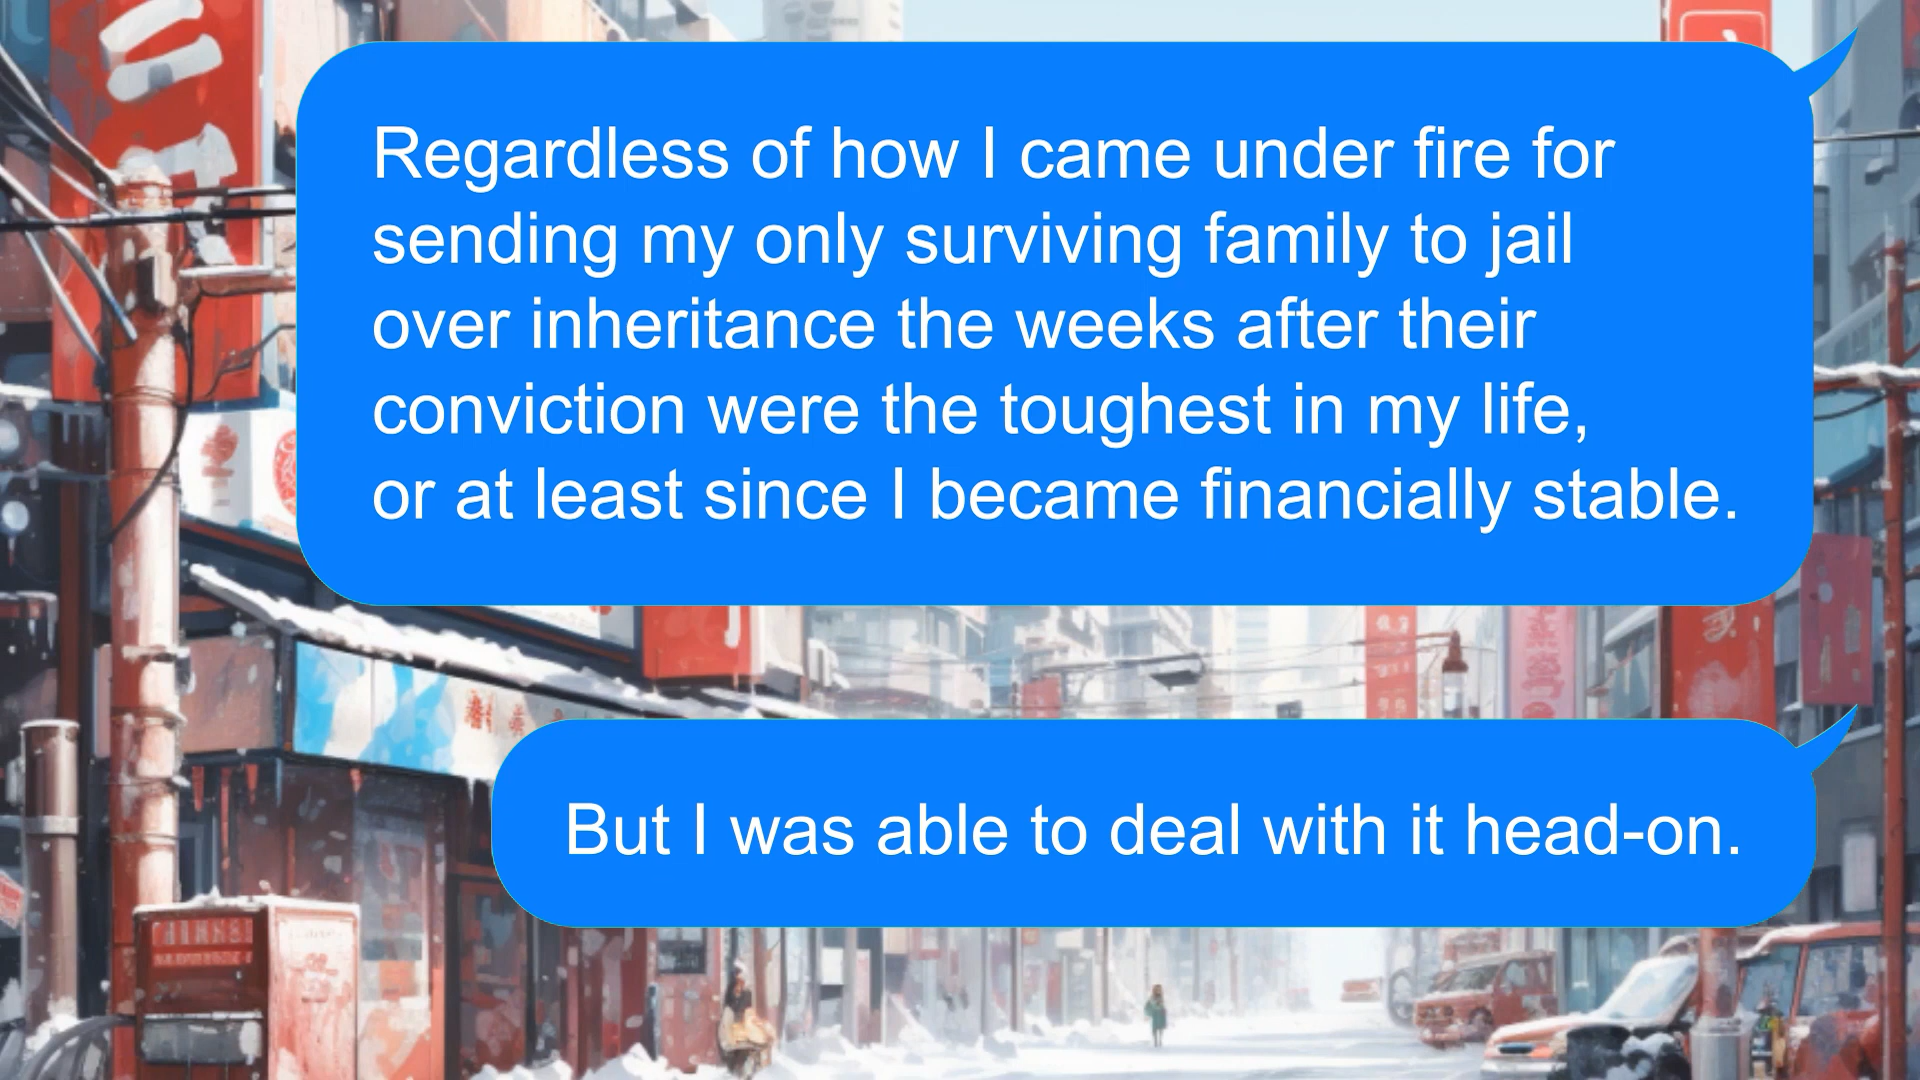 Regardless of how I came under fire for
sending my only surviving family to jail
over inheritance the weeks after their
conviction were the toughest in my life,
or at least since I became financially stable.
But I was able to deal with it head-on.